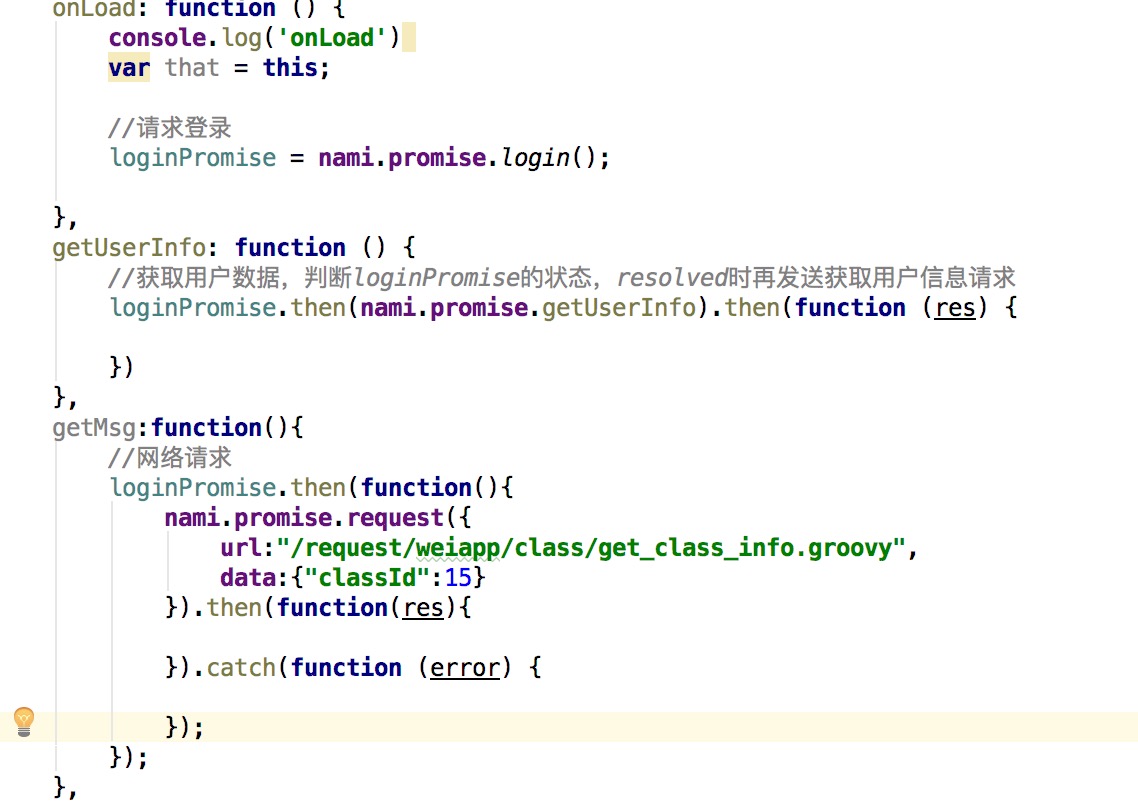 onLoad: function () {
console.log('onLoad')
var that = this;
//请求登录
loginPromise = nami.promise.login();
},
getUserInfo: function () {
//获取用户数据，判断loginPromise的状态，resolved时再发送获取用户信息请求
loginPromise.then(nami.promise.getUserInfo).then(function (res) {
})
},
getMsg:function(){
//网络请求
loginPromise.then(function(){
nami.promise.request({
url:"/request/weiapp/class/get_class_info.groovy",
data:{"classId":15}
}).then(function(res){
}).catch(function (error) {
});
});
},